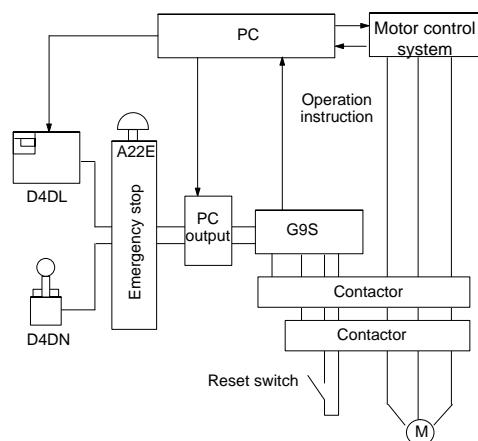 PC
Motor control
system
Operation
instruction
A22E
D4DL
Emergency stop
PC
output
G9S
Contactor
D4DN
Contactor
Reset switch
M